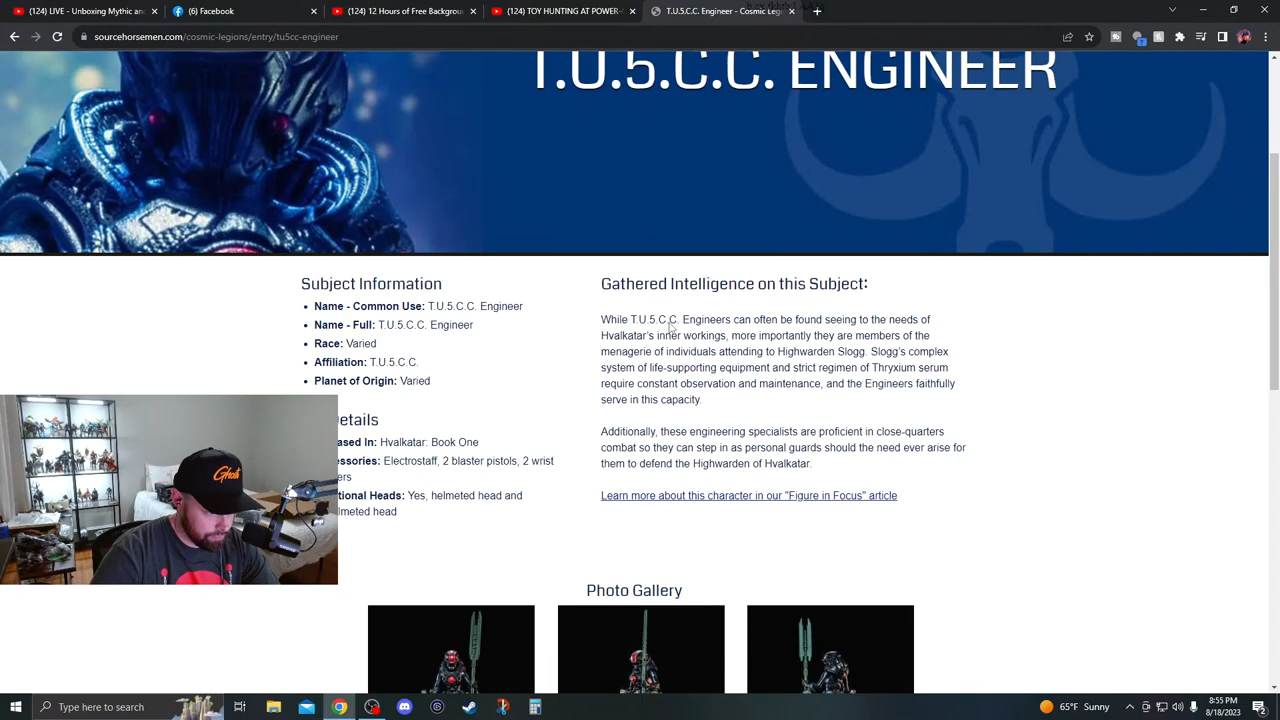 (124) LIVE - Unboxing Mythic an
(6) Facebook
(124) 12 Hours of Free Backgrou
(124) TOY HUNTING AT POWER-C
T.U.5.C.C. Engineer - Cosmic Leg
sourcehorsemen.com/cosmic-legions/entry/tu5cc-engineer
T.U.5.C.C. ENGINEER
Subject Information
Name - Common Use: T.U.5.C.C. Engineer
Name - Full: T.U.5.C.C. Engineer
Race: Varied
Affiliation: T.U.5.C.C.
Planet of Origin: Varied
Details
ased In: Hvalkatar: Book One
essories: Electrostaff, 2 blaster pistols, 2 wrist
ers
tional Heads: Yes, helmeted head and
lmeted head
Gathered Intelligence on this Subject:
While T.U.5.C.C. Engineers can often be found seeing to the needs of
Hvalkatar's inner workings, more importantly they are members of the
menagerie of individuals attending to Highwarden Slogg. Slogg's complex
system of life-supporting equipment and strict regimen of Thryxium serum
require constant observation and maintenance, and the Engineers faithfully
serve in this capacity.
Additionally, these engineering specialists are proficient in close-quarters
combat so they can step in as personal guards should the need ever arise for
them to defend the Highwarden of Hvalkatar.
Learn more about this character in our "Figure in Focus" article
Photo Gallery
Ghost
Type here to search
65°F Sunny
8:55 PM
8/18/2023